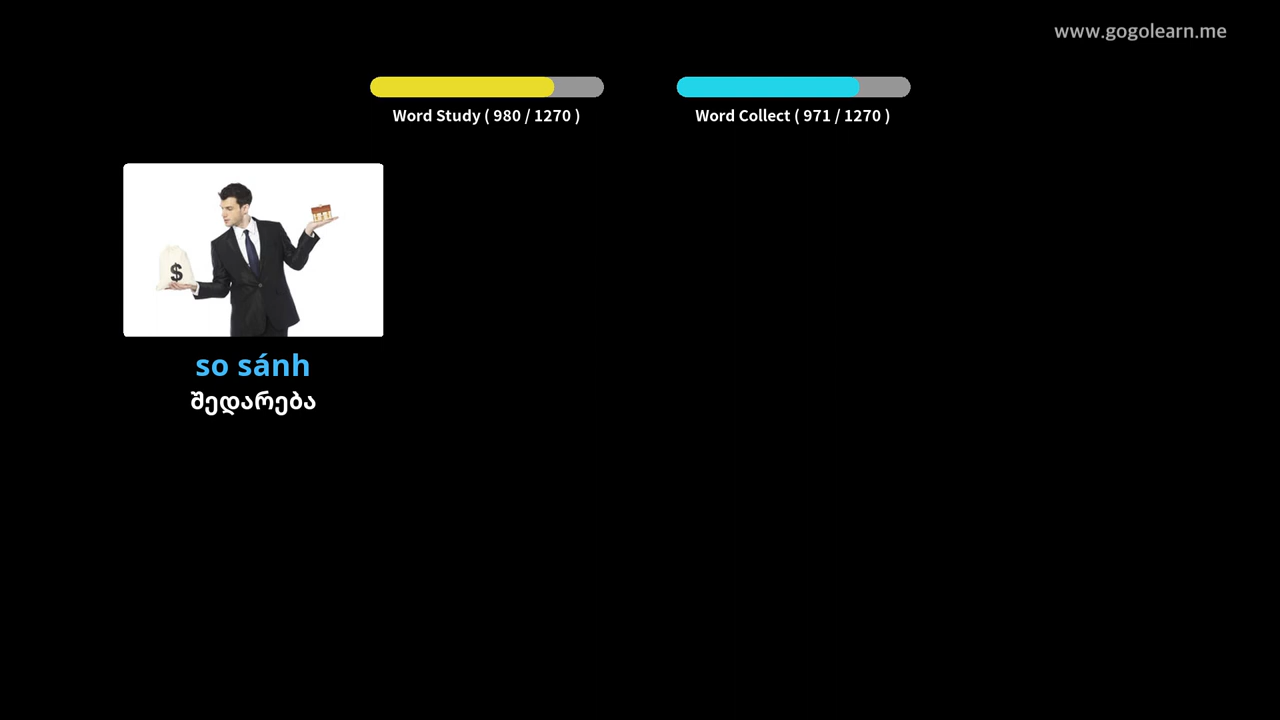 www.gogolearn.me
Word Study ( 980 / 1270 )
Word Collect ( 971 / 1270 )
$
so sánh
შედარება